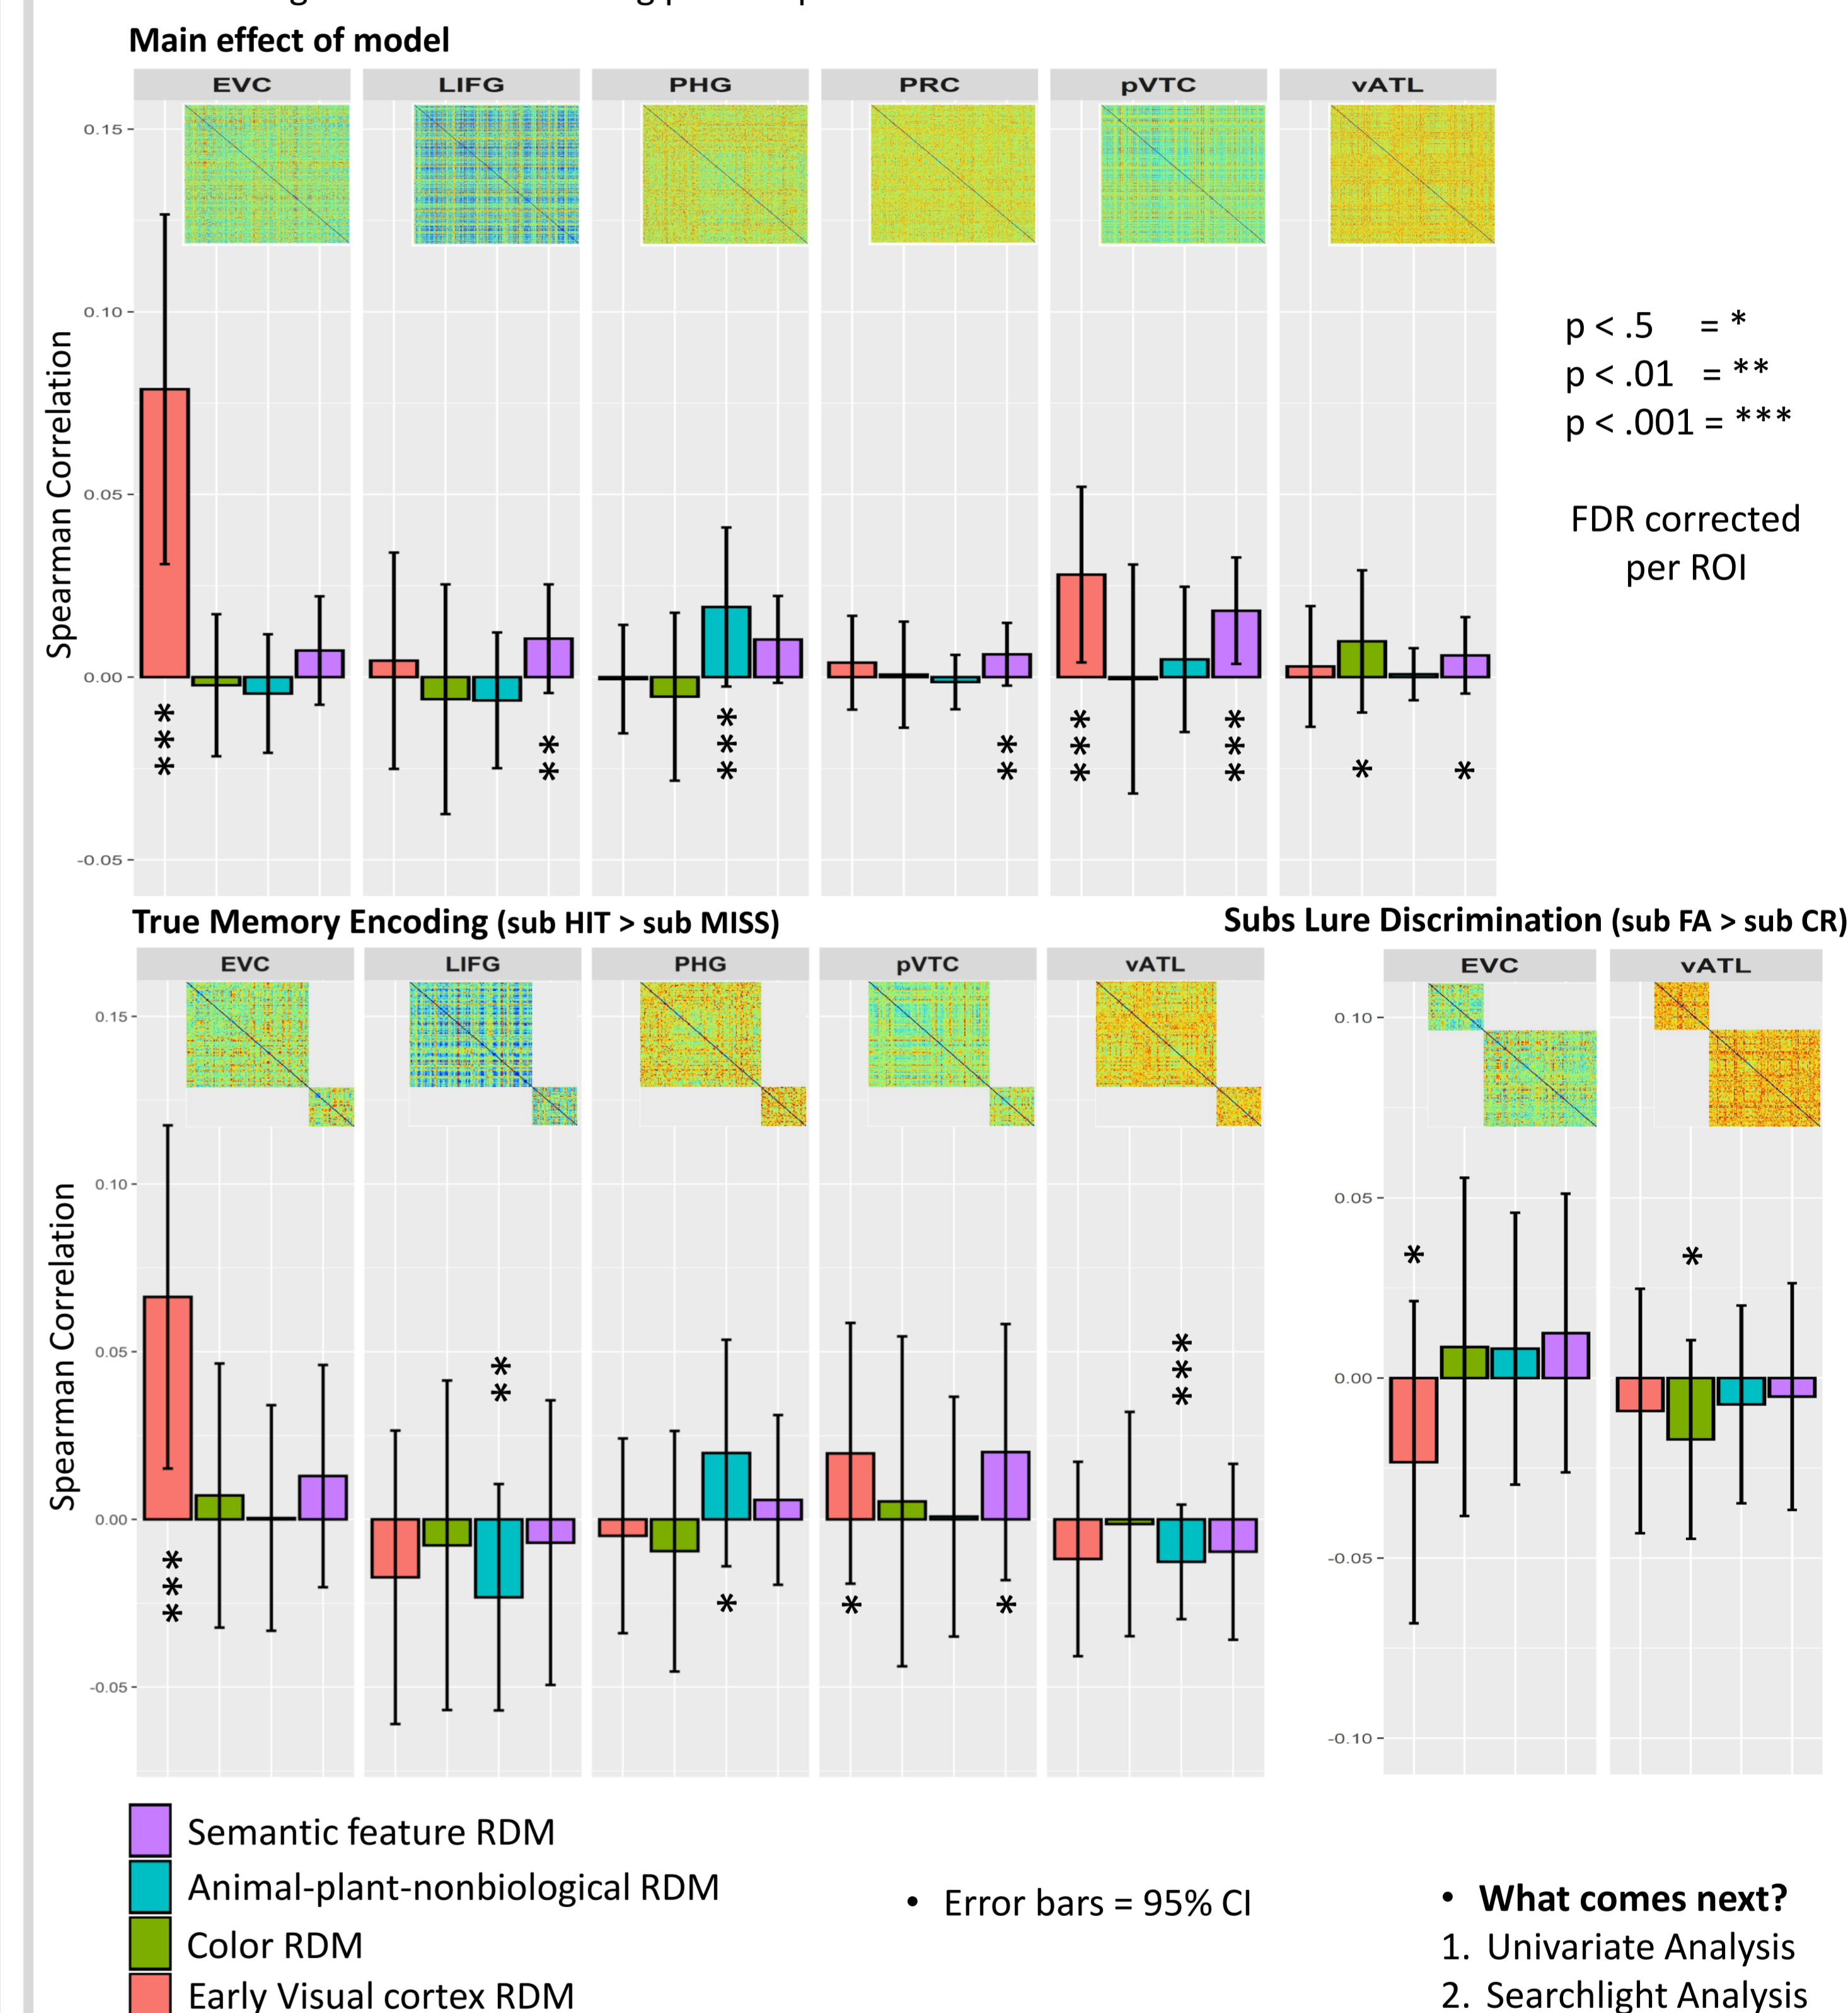 Main effect of model
EVC LIFG PHG PRC pVTC vATL
0.15
0.10
0.05
0.00
-0.05
Spearman Correlation
*** ** *** ** *** *** * *
p < .5 = *
p < .01 = **
p < .001 = ***
FDR corrected
per ROI
True Memory Encoding (sub HIT > sub MISS)
EVC LIFG PHG pVTC vATL
0.15
0.10
0.05
0.00
-0.05
Spearman Correlation
*** ** * * * ***
Subs Lure Discrimination (sub FA > sub CR)
EVC vATL
0.10
0.05
0.00
-0.05
-0.10
* *
Semantic feature RDM
Animal-plant-nonbiological RDM
Color RDM
Early Visual cortex RDM
• Error bars = 95% CI
• What comes next?
1. Univariate Analysis
2. Searchlight Analysis